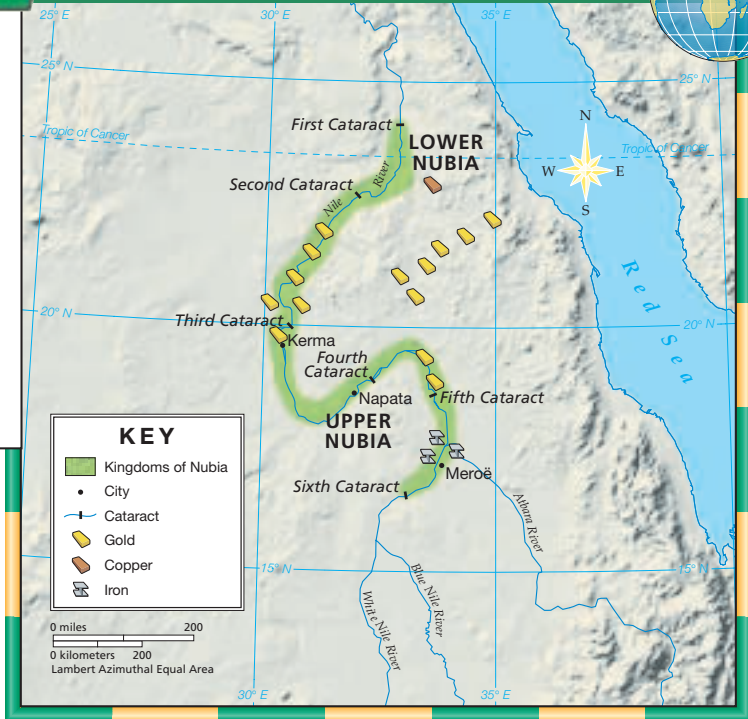 25° E
30° E
35° E
25° N
25° N
First Cataract
LOWER
NUBIA
Tropic of Cancer
Tropic of Cancer
N
W
E
S
Second Cataract
Nile
River
Red Sea
20° N
20° N
Third Cataract
Kerma
Fourth
Cataract
Napata
Fifth Cataract
UPPER
NUBIA
Meroë
Sixth Cataract
Atbara River
15° N
15° N
Blue Nile River
White Nile River
KEY
Kingdoms of Nubia
City
Cataract
Gold
Copper
Iron
0 miles
200
0 kilometers
200
Lambert Azimuthal Equal Area
30° E
35° E